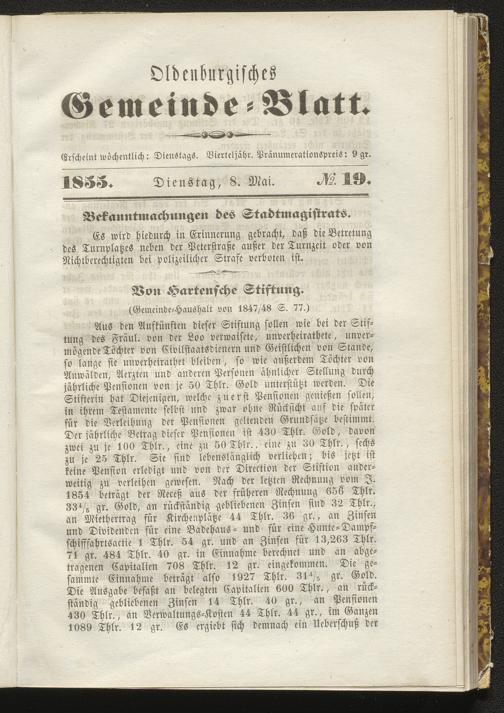 Oldenburgisches
Gemeinde-Blatt.
Erscheint wöchentlich: Dienstags. Vierteljähr. Pränumerationspreis: 9 gr.
1855. Dienstag, 8. Mai. № 19.
Bekanntmachungen des Stadtmagistrats.
Es wird hiedurch in Erinnerung gebracht, daß die Betretung
des Turnplatzes neben der Peterstraße außer der Turnzeit oder von
Nichtberechtigten bei polizeilicher Strafe verboten ist.
Von Hartensche Stiftung.
(Gemeinde-Haushalt von 1847/48 S. 77.)
Aus den Aufkünften dieser Stiftung sollen wie bei der Stif-
tung des Fräul. von der Loo verwaisete, unverheirathete, unver-
mögende Töchter von Civilstaatsdienern und Geistlichen von Stande,
so lange sie unverheirathet bleiben, so wie außerdem Töchter von
Anwälden, Aerzten und anderen Personen ähnlicher Stellung durch
jährliche Pensionen von je 50 Thlr. Gold unterstützt werden. Die
Stifterin hat Diejenigen, welche zuerst Pensionen genießen sollen,
in ihrem Testamente selbst und zwar ohne Rücksicht auf die später
für die Verleihung der Pensionen geltenden Grundsätze bestimmt.
Der jährliche Betrag dieser Pensionen ist 430 Thlr. Gold, davon
zwei zu je 100 Thlr., eine zu 50 Thlr., eine zu 30 Thlr., sechs
zu je 25 Thlr. Sie sind lebenslänglich verliehen; bis jetzt ist
keine Pension erledigt und von der Direction der Stiftion ander-
weitig zu verleihen gewesen. Nach der letzten Rechnung vom J.
1854 beträgt der Receß aus der früheren Rechnung 656 Thlr.
33⁴/₅ gr. Gold, an rückständig gebliebenen Zinsen sind 32 Thlr.,
an Miethertrag für Kirchenplätze 44 Thlr. 36 gr., an Zinsen
und Dividenden für eine Badehaus- und für eine Hunte-Dampf-
schifffahrtsactie 1 Thlr. 54 gr. und an Zinsen für 13,263 Thlr.
71 gr. 484 Thlr. 40 gr. in Einnahme berechnet und an abge-
tragenen Capitalien 708 Thlr. 12 gr. eingekommen. Die ge-
sammte Einnahme beträgt also 1927 Thlr. 31⁴/₅ gr. Gold.
Die Ausgabe befaßt an belegten Capitalien 600 Thlr., an rück-
ständig gebliebenen Zinsen 14 Thlr. 40 gr., an Pensionen
430 Thlr., an Verwaltungs-Kosten 44 Thlr. 44 gr., im Ganzen
1089 Thlr. 12 gr. Es ergiebt sich demnach ein Ueberschuß der